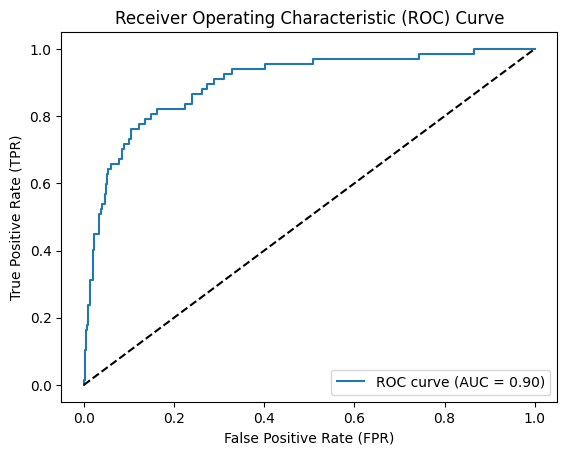 Receiver Operating Characteristic (ROC) Curve
True Positive Rate (TPR)
1.0
0.8
0.6
0.4
0.2
0.0
0.0 0.2 0.4 0.6 0.8 1.0
False Positive Rate (FPR)
ROC curve (AUC = 0.90)